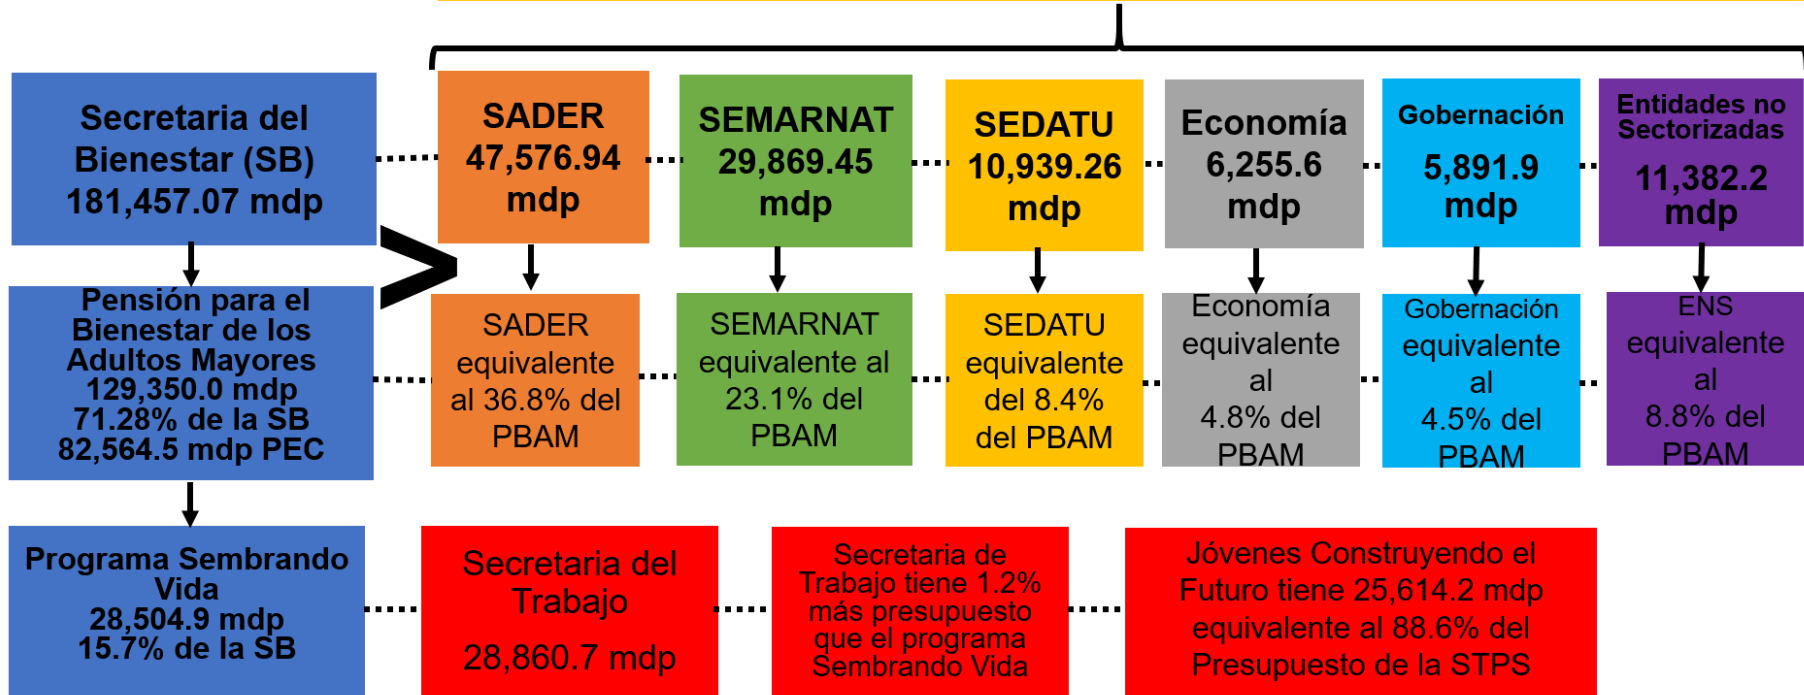 Secretaria del
Bienestar (SB)
181,457.07 mdp
SADER
47,576.94
mdp
SEMARNAT
29,869.45
mdp
SEDATU
10,939.26
mdp
Economía
6,255.6
mdp
Gobernación
5,891.9
mdp
Entidades no
Sectorizadas
11,382.2
mdp
>
Pensión para el
Bienestar de los
Adultos Mayores
129,350.0 mdp
71.28% de la SB
82,564.5 mdp PEC
SADER
equivalente
al 36.8% del
PBAM
SEMARNAT
equivalente al
23.1% del
PBAM
SEDATU
equivalente
del 8.4%
del PBAM
Economía
equivalente
al
4.8% del
PBAM
Gobernación
equivalente
al
4.5% del
PBAM
ENS
equivalente
al
8.8% del
PBAM
Programa Sembrando
Vida
28,504.9 mdp
15.7% de la SB
Secretaria del
Trabajo
28,860.7 mdp
Secretaria de
Trabajo tiene 1.2%
más presupuesto
que el programa
Sembrando Vida
Jóvenes Construyendo el
Futuro tiene 25,614.2 mdp
equivalente al 88.6% del
Presupuesto de la STPS